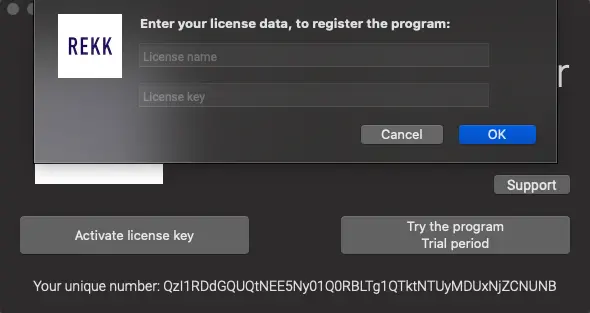 REKK
Enter your license data, to register the program:
License name
License key
Cancel
OK
r
Support
Activate license key
Try the program
Trial period
Your unique number: QzI1RDdGQUQtNEE5Ny01Q0RBLTg1QTktNTUyMDUxNjZCNUNB